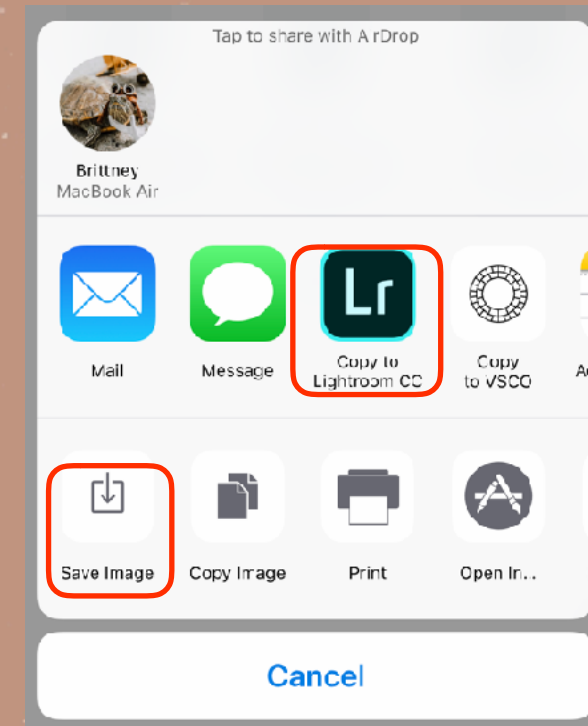 Tap to share with AirDrop
Brittney
MacBook Air
Lr
Mail
Message
Copy to
Lightroom CC
Copy
to VSCO
Save Image
Copy Image
Print
Open In...
Cancel